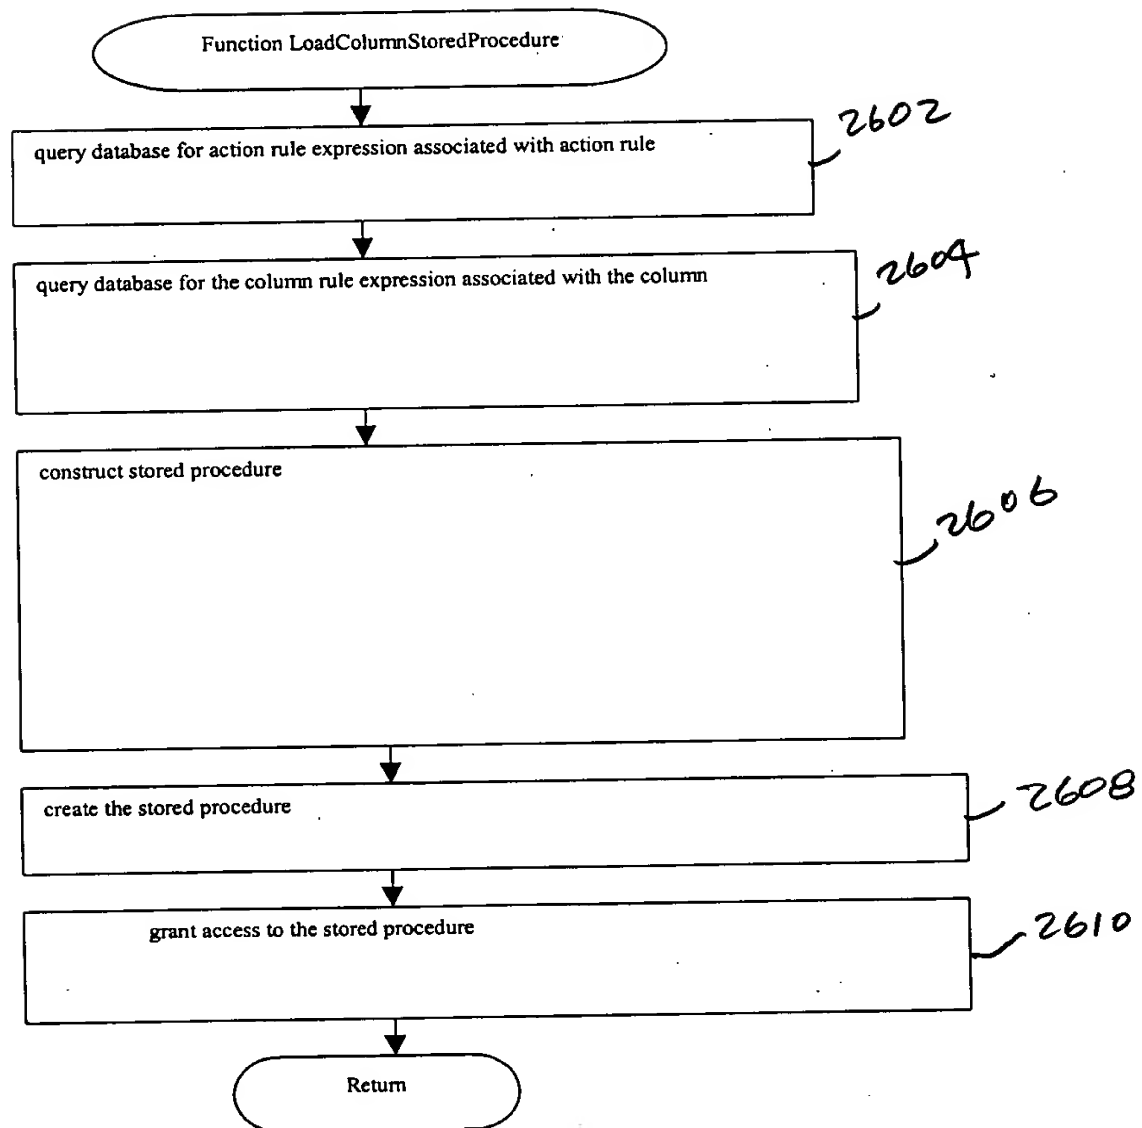 Function LoadColumnStoredProcedure
query database for action rule expression associated with action rule
2602
query database for the column rule expression associated with the column
2604
construct stored procedure
2606
create the stored procedure
2608
grant access to the stored procedure
2610
Return